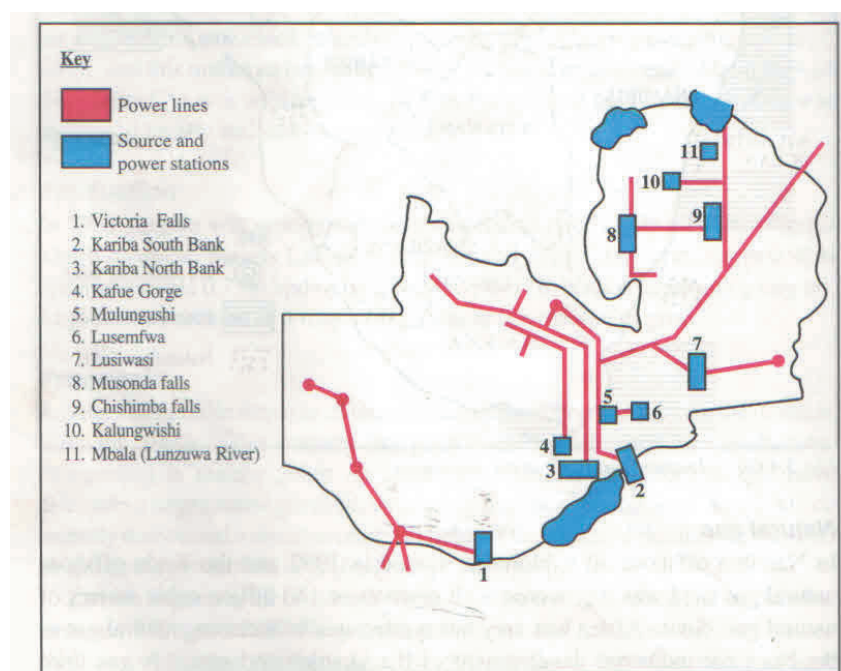 Key
Power lines
Source and
power stations
1. Victoria Falls
2. Kariba South Bank
3. Kariba North Bank
4. Kafue Gorge
5. Mulungushi
6. Lusemfwa
7. Lusiwasi
8. Musonda falls
9. Chishimba falls
10. Kalungwishi
11. Mbala (Lunzuwa River)
11
10
9
8
7
5
6
4
3
2
1